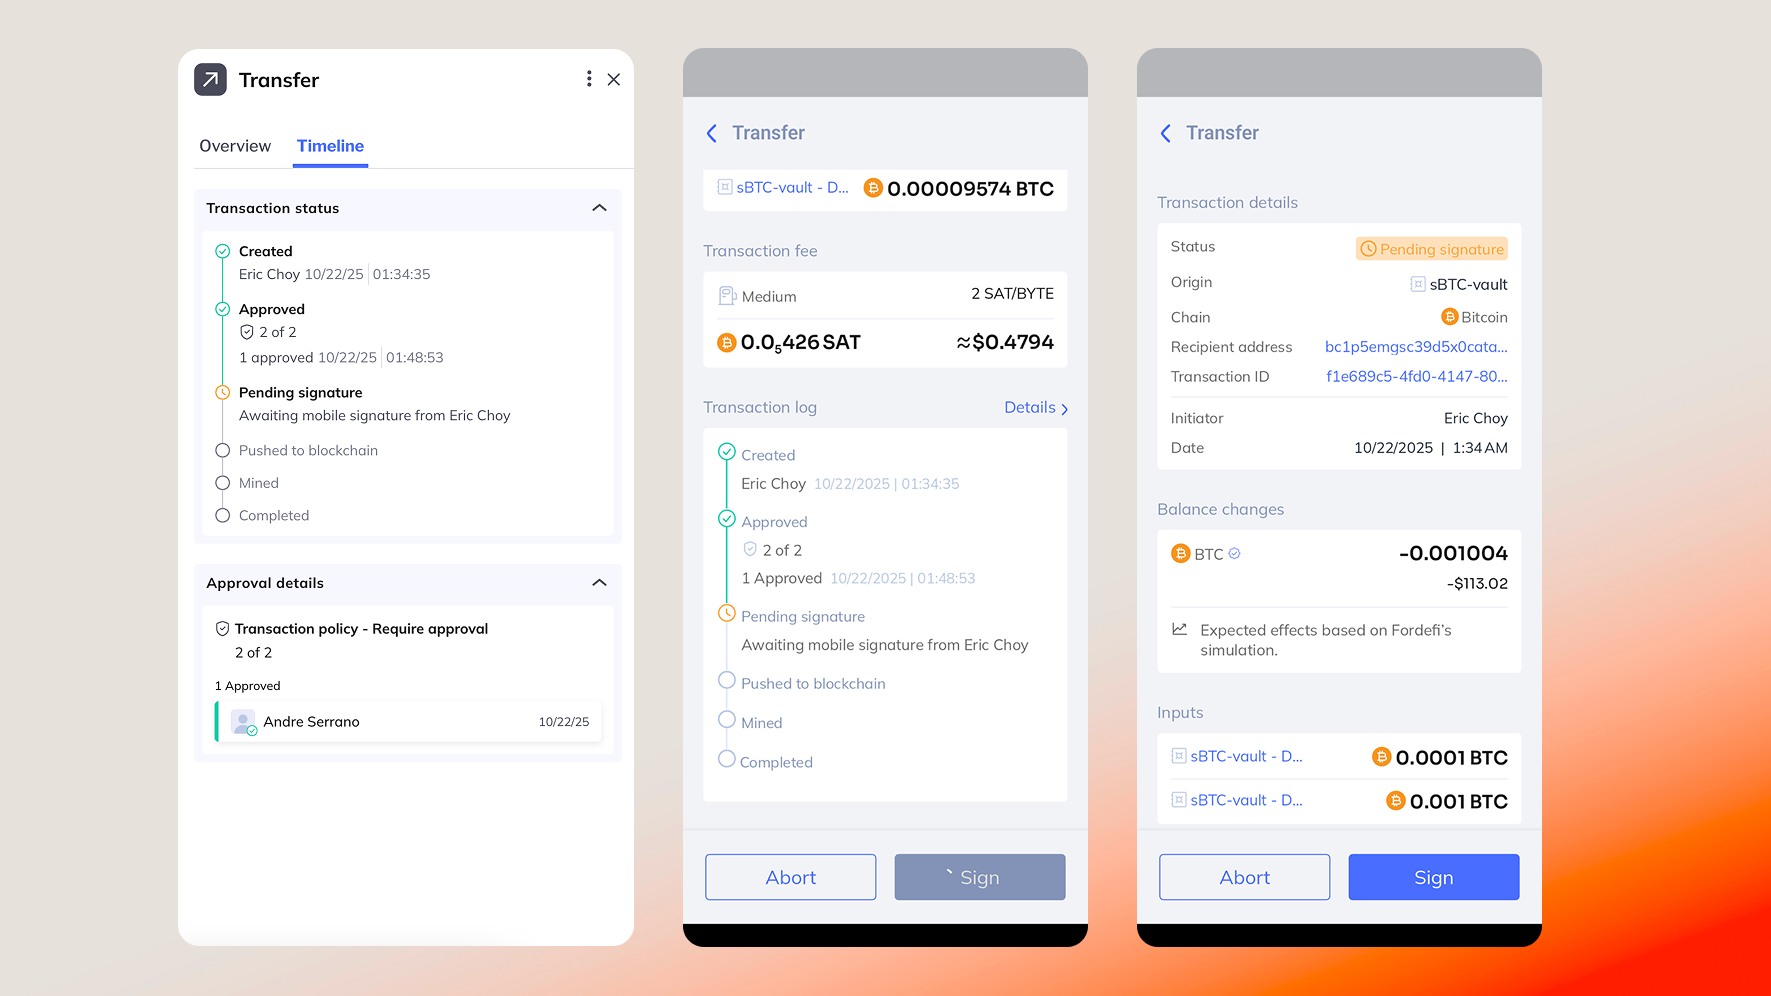 Transfer
Overview Timeline
Transaction status
Created
Eric Choy 10/22/25 | 01:34:35
Approved
2 of 2
1 approved 10/22/25 | 01:48:53
Pending signature
Awaiting mobile signature from Eric Choy
Pushed to blockchain
Mined
Completed
Approval details
Transaction policy - Require approval
2 of 2
1 Approved
Andre Serrano 10/22/25
Transfer
sBTC-vault - D... 0.00009574 BTC
Transaction fee
Medium 2 SAT/BYTE
0.0₅426 SAT ≈$0.4794
Transaction log Details
Created
Eric Choy 10/22/2025 | 01:34:35
Approved
2 of 2
1 Approved 10/22/2025 | 01:48:53
Pending signature
Awaiting mobile signature from Eric Choy
Pushed to blockchain
Mined
Completed
Abort Sign
Transfer
Transaction details
Status Pending signature
Origin sBTC-vault
Chain Bitcoin
Recipient address bc1p5emgsc39d5x0cata...
Transaction ID f1e689c5-4fd0-4147-80...
Initiator Eric Choy
Date 10/22/2025 | 1:34 AM
Balance changes
BTC -0.001004
-$113.02
Expected effects based on Fordefi's
simulation.
Inputs
sBTC-vault - D... 0.0001 BTC
sBTC-vault - D... 0.001 BTC
Abort Sign